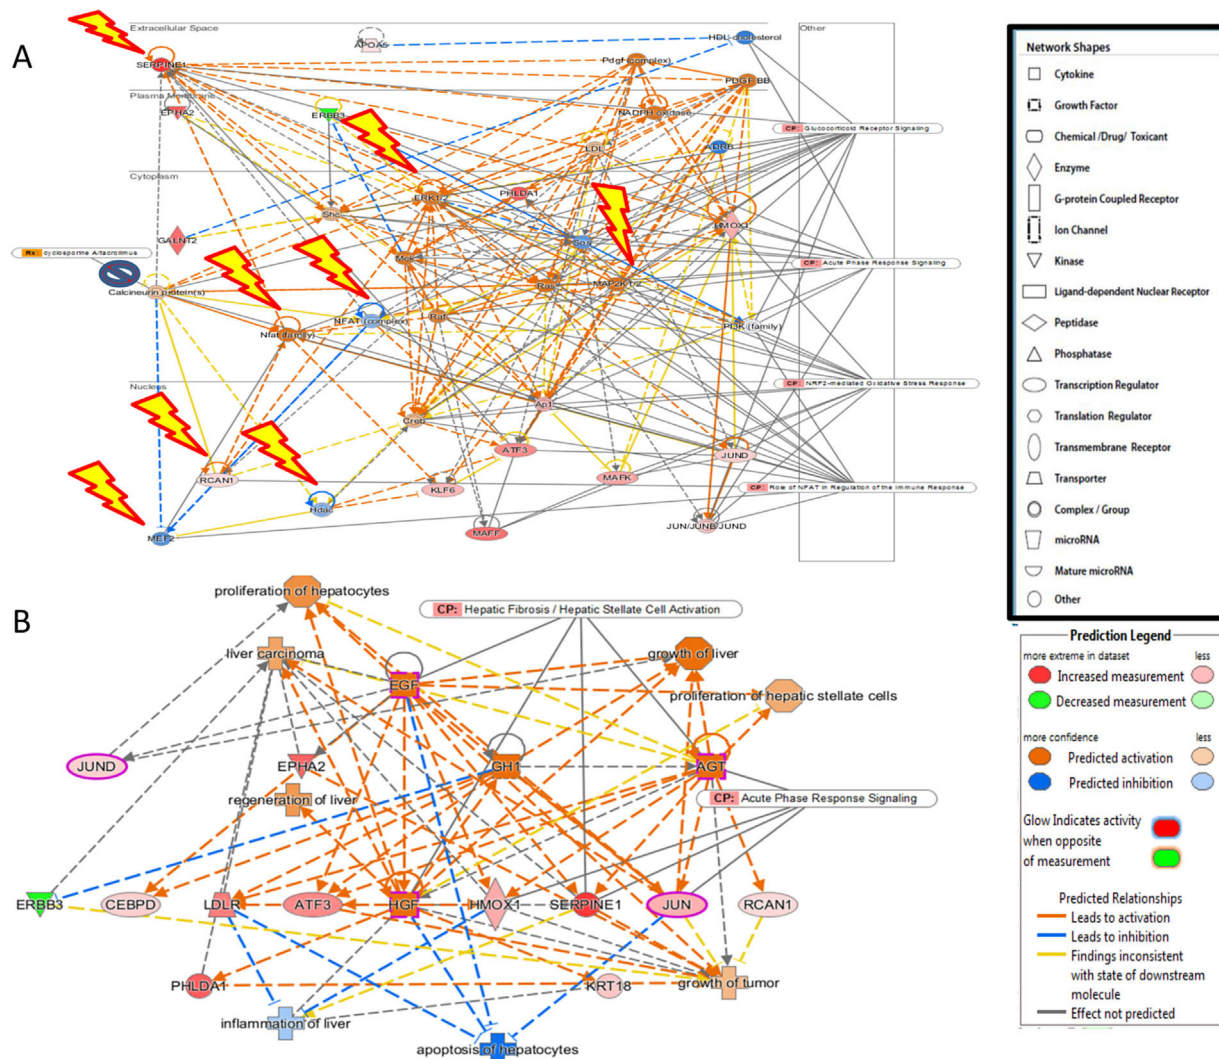 A
Extracellular Space
Other
APOA5
HDL cholesterol
SERPINE1
Pdgf (complex)
PDGF BB
Plasma Membrane
EPHA2
ERBB3
NADPH oxidase
CP: Glucocorticoid Receptor Signaling
LDL
ADRB
Cytoplasm
ERK1/2
PHLDA1
Shc
HMOX1
GALNT2
Sos
Rx: cyclosporine A/tacrolimus
Mek
CP: Acute Phase Response Signaling
Calcineurin protein(s)
Ras
MAP2K1/2
NFAT (complex)
Raf
PI3K (family)
Nfat (family)
Nucleus
CP: NRF2-mediated Oxidative Stress Response
Ap1
Creb
ATF3
JUND
RCAN1
KLF6
MAFK
CP: Role of NFAT in Regulation of the Immune Response
Hdac
MEF2
MAFF
JUN/JUNB/JUND
Network Shapes
Cytokine
Growth Factor
Chemical /Drug/ Toxicant
Enzyme
G-protein Coupled Receptor
Ion Channel
Kinase
Ligand-dependent Nuclear Receptor
Peptidase
Phosphatase
Transcription Regulator
Translation Regulator
Transmembrane Receptor
Transporter
Complex / Group
microRNA
Mature microRNA
Other
B
proliferation of hepatocytes
CP: Hepatic Fibrosis / Hepatic Stellate Cell Activation
liver carcinoma
growth of liver
EGF
proliferation of hepatic stellate cells
JUND
EPHA2
GH1
AGT
regeneration of liver
CP: Acute Phase Response Signaling
ERBB3
CEBPD
LDLR
ATF3
HGF
HMOX1
SERPINE1
JUN
RCAN1
PHLDA1
KRT18
growth of tumor
inflammation of liver
apoptosis of hepatocytes
Prediction Legend
more extreme in dataset less
Increased measurement
Decreased measurement
more confidence less
Predicted activation
Predicted inhibition
Glow Indicates activity
when opposite
of measurement
Predicted Relationships
Leads to activation
Leads to inhibition
Findings inconsistent
with state of downstream
molecule
Effect not predicted